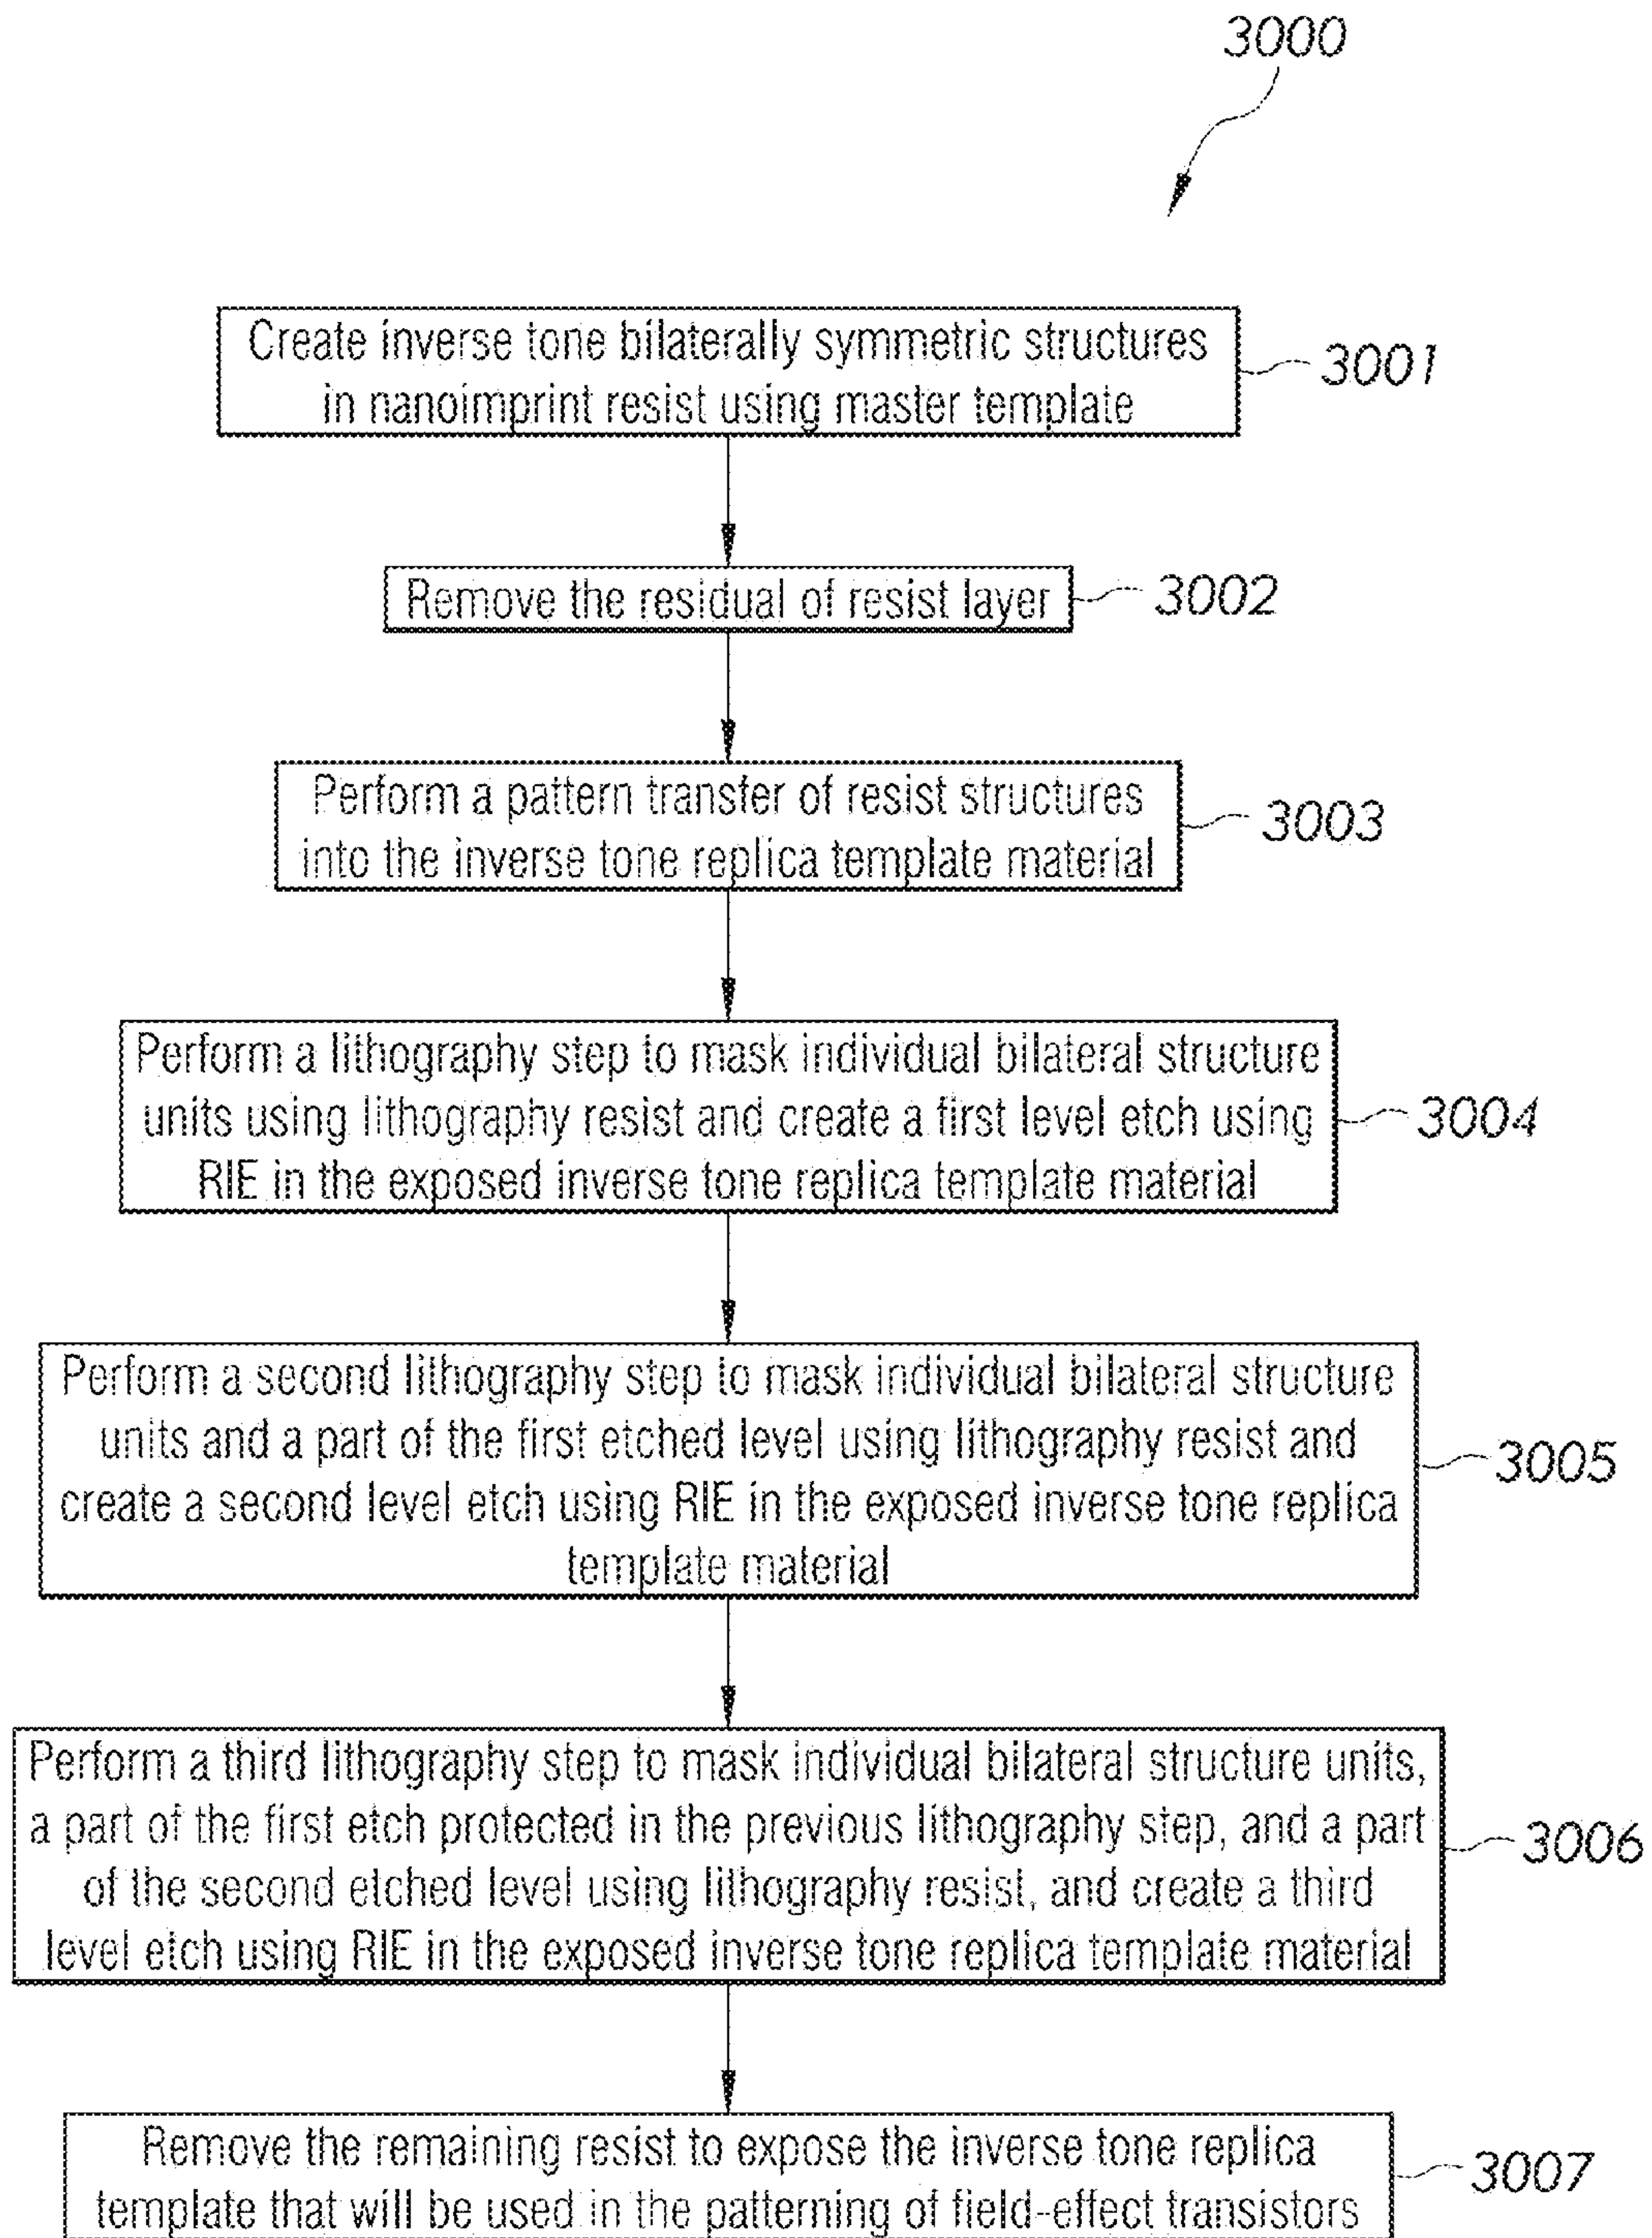 3000
Create inverse tone bilaterally symmetric structures
in nanoimprint resist using master template
3001
Remove the residual of resist layer
3002
Perform a pattern transfer of resist structures
into the inverse tone replica template material
3003
Perform a lithography step to mask individual bilateral structure
units using lithography resist and create a first level etch using
RIE in the exposed inverse tone replica template material
3004
Perform a second lithography step to mask individual bilateral structure
units and a part of the first etched level using lithography resist and
create a second level etch using RIE in the exposed inverse tone replica
template material
3005
Perform a third lithography step to mask individual bilateral structure units,
a part of the first etch protected in the previous lithography step, and a part
of the second etched level using lithography resist, and create a third
level etch using RIE in the exposed inverse tone replica template material
3006
Remove the remaining resist to expose the inverse tone replica
template that will be used in the patterning of field-effect transistors
3007